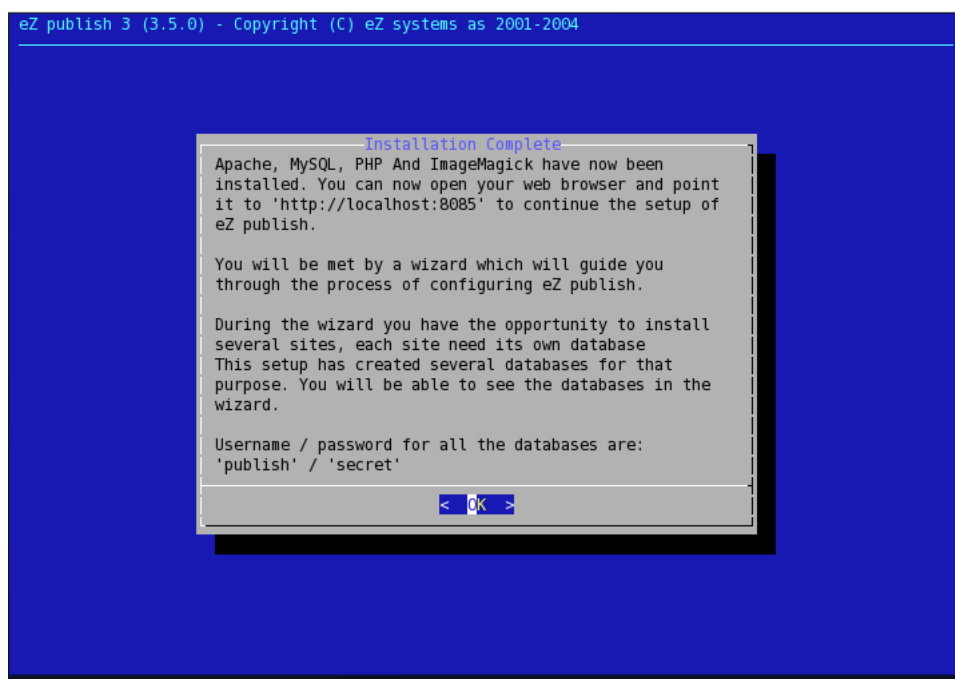 eZ publish 3 (3.5.0) - Copyright (C) eZ systems as 2001-2004
Installation Complete
Apache, MySQL, PHP And ImageMagick have now been
installed. You can now open your web browser and point
it to 'http://localhost:8085' to continue the setup of
eZ publish.
You will be met by a wizard which will guide you
through the process of configuring eZ publish.
During the wizard you have the opportunity to install
several sites, each site need its own database
This setup has created several databases for that
purpose. You will be able to see the databases in the
wizard.
Username / password for all the databases are:
'publish' / 'secret'
< OK >